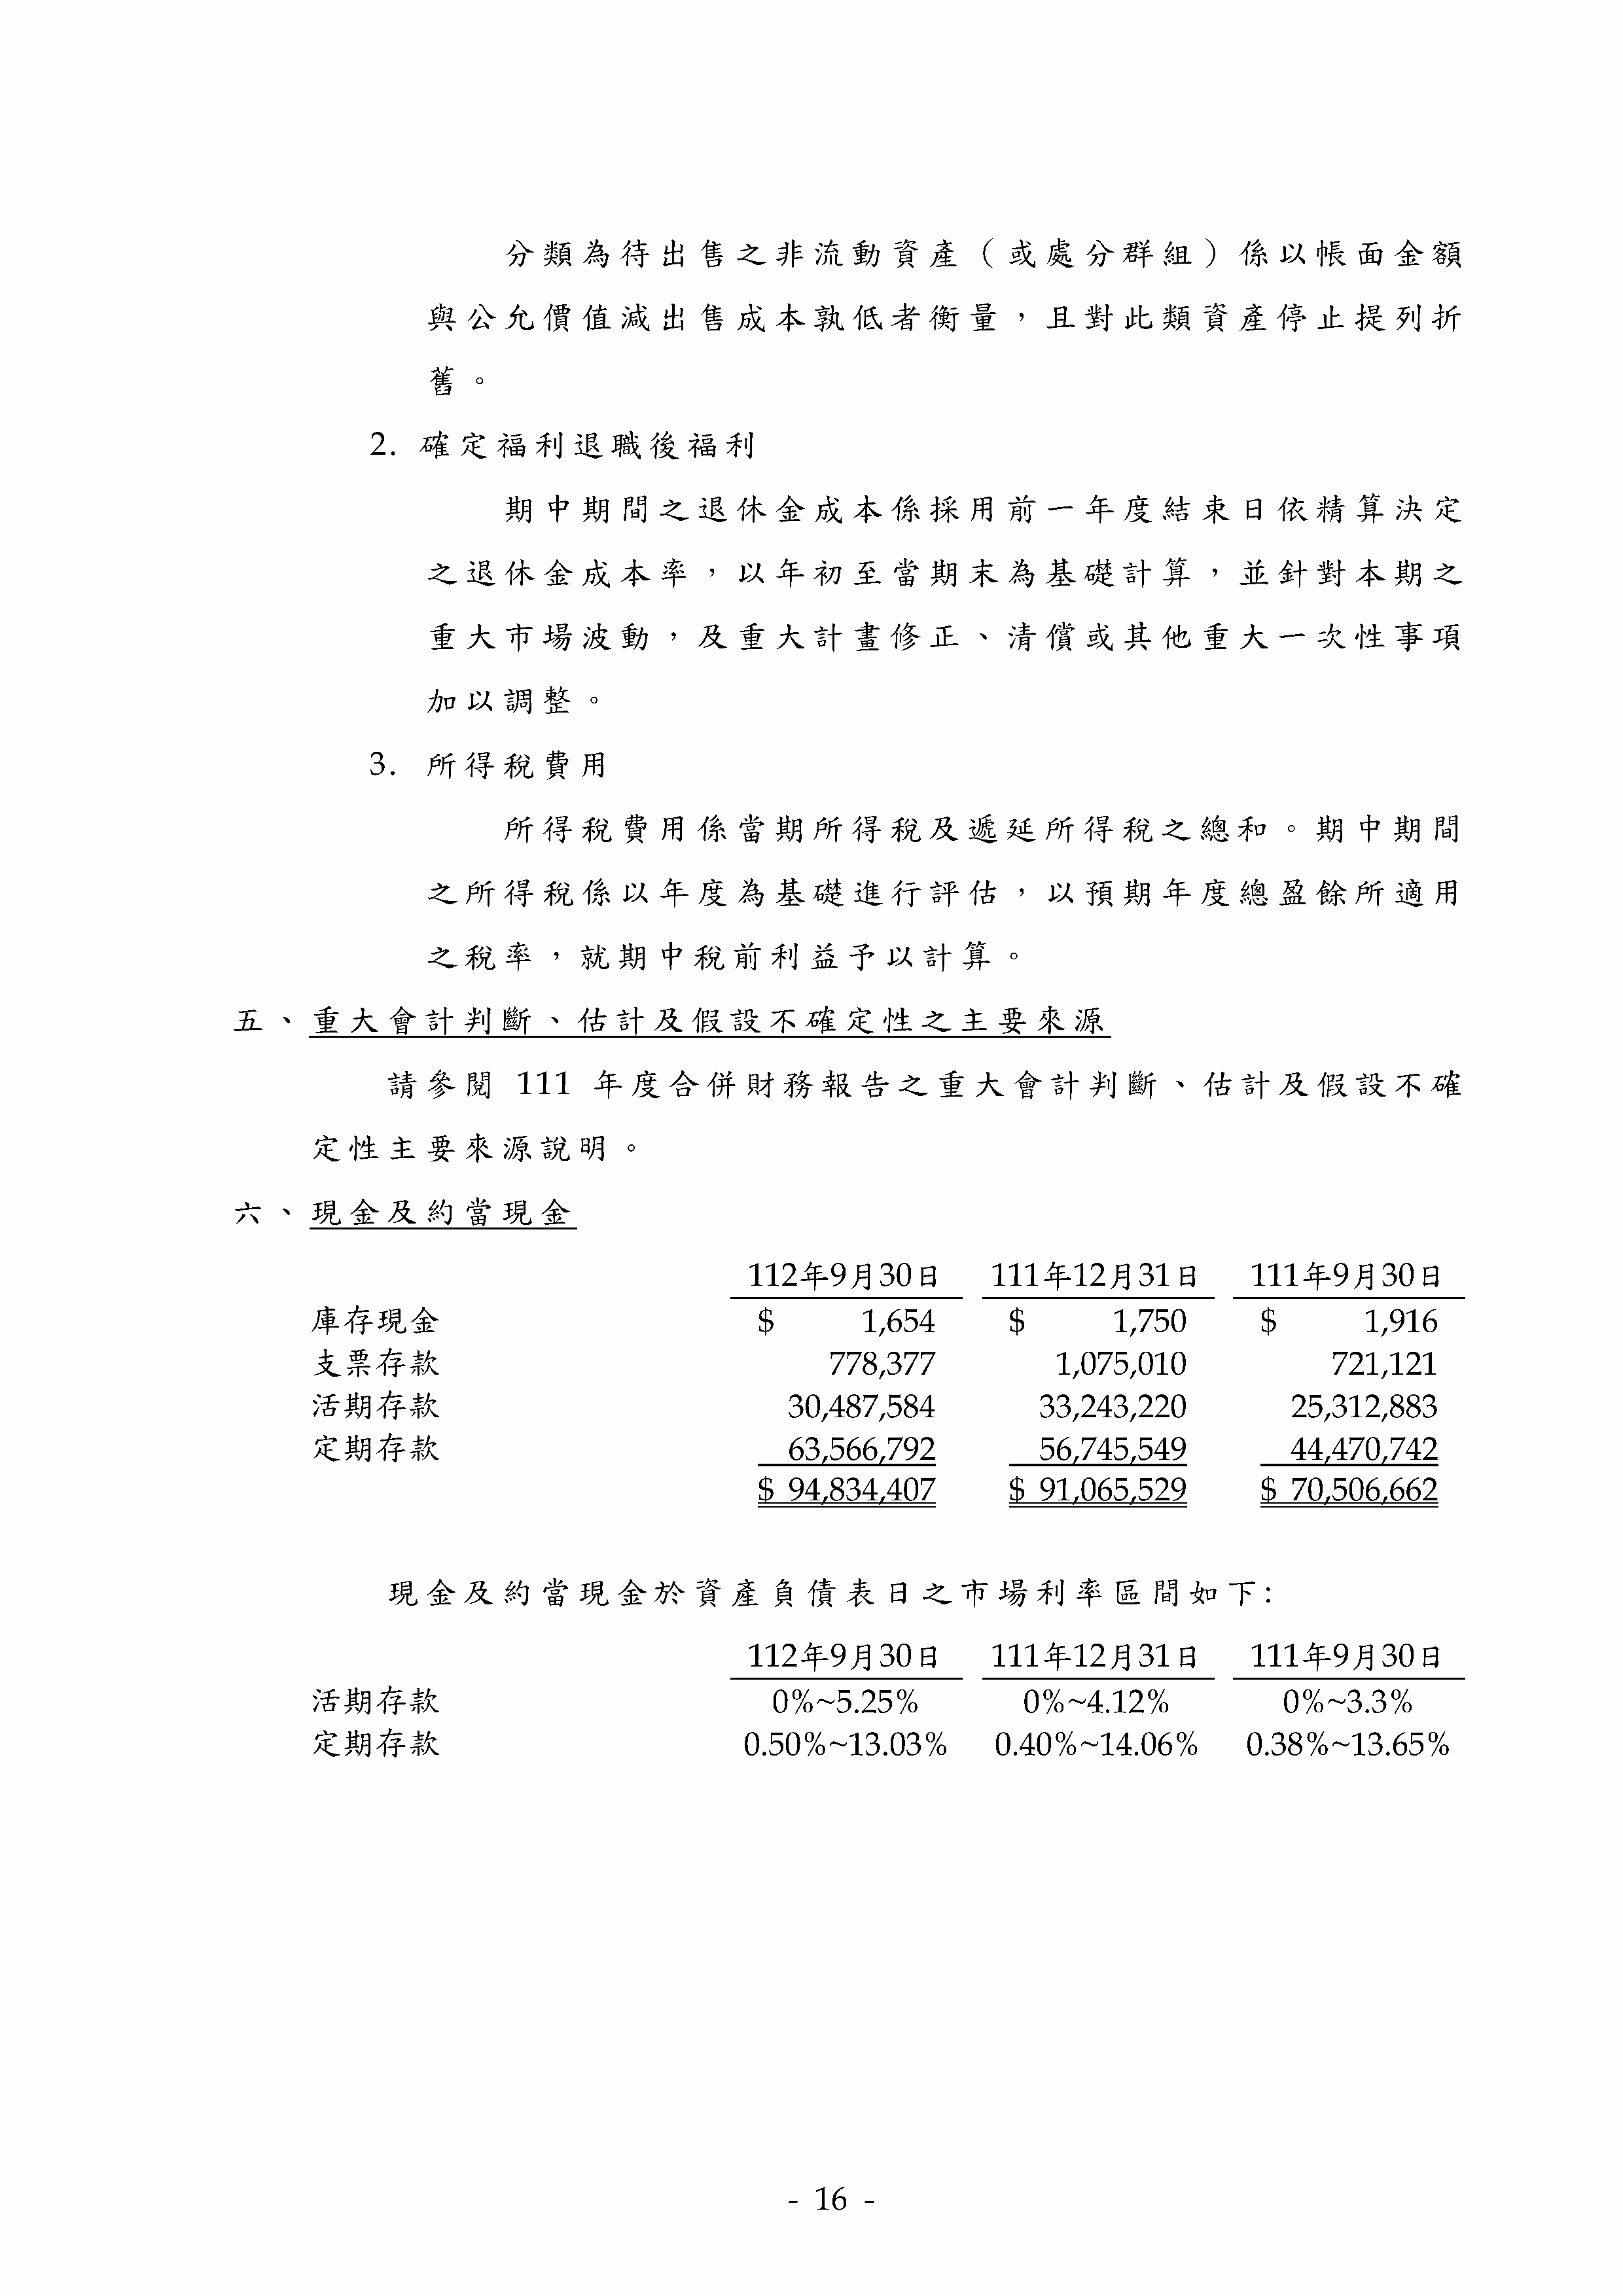 分類為待出售之非流動資產（或處分群組）係以帳面金額
與公允價值減出售成本孰低者衡量，且對此類資產停止提列折
舊。
2. 確定福利退職後福利
期中期間之退休金成本係採用前一年度結束日依精算決定
之退休金成本率，以年初至當期末為基礎計算，並針對本期之
重大市場波動，及重大計畫修正、清償或其他重大一次性事項
加以調整。
3. 所得稅費用
所得稅費用係當期所得稅及遞延所得稅之總和。期中期間
之所得稅係以年度為基礎進行評估，以預期年度總盈餘所適用
之稅率，就期中稅前利益予以計算。
五、重大會計判斷、估計及假設不確定性之主要來源
請參閱 111 年度合併財務報告之重大會計判斷、估計及假設不確
定性主要來源說明。
六、現金及約當現金
112年9月30日 111年12月31日 111年9月30日
庫存現金 $ 1,654 $ 1,750 $ 1,916
支票存款 778,377 1,075,010 721,121
活期存款 30,487,584 33,243,220 25,312,883
定期存款 63,566,792 56,745,549 44,470,742
$ 94,834,407 $ 91,065,529 $ 70,506,662
現金及約當現金於資產負債表日之市場利率區間如下:
112年9月30日 111年12月31日 111年9月30日
活期存款 0%~5.25% 0%~4.12% 0%~3.3%
定期存款 0.50%~13.03% 0.40%~14.06% 0.38%~13.65%
- 16 -